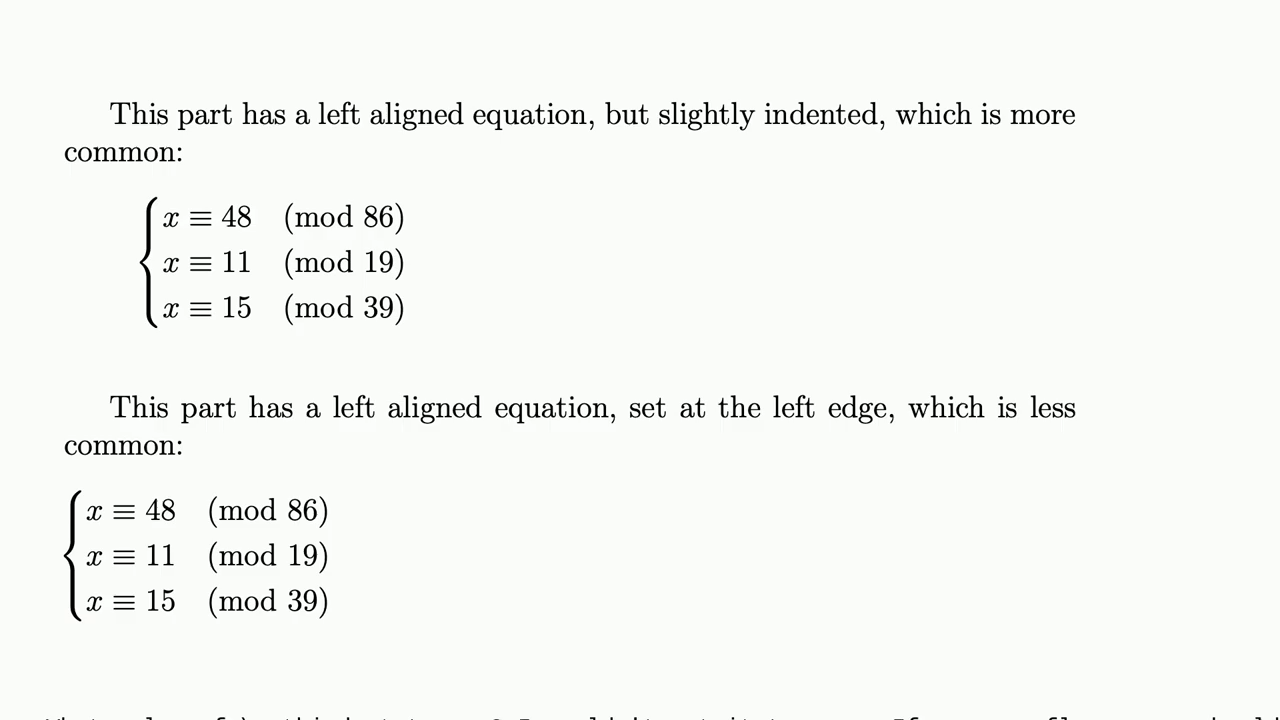 This part has a left aligned equation, but slightly indented, which is more
common:
x ≡ 48 (mod 86)
x ≡ 11 (mod 19)
x ≡ 15 (mod 39)
This part has a left aligned equation, set at the left edge, which is less
common:
x ≡ 48 (mod 86)
x ≡ 11 (mod 19)
x ≡ 15 (mod 39)